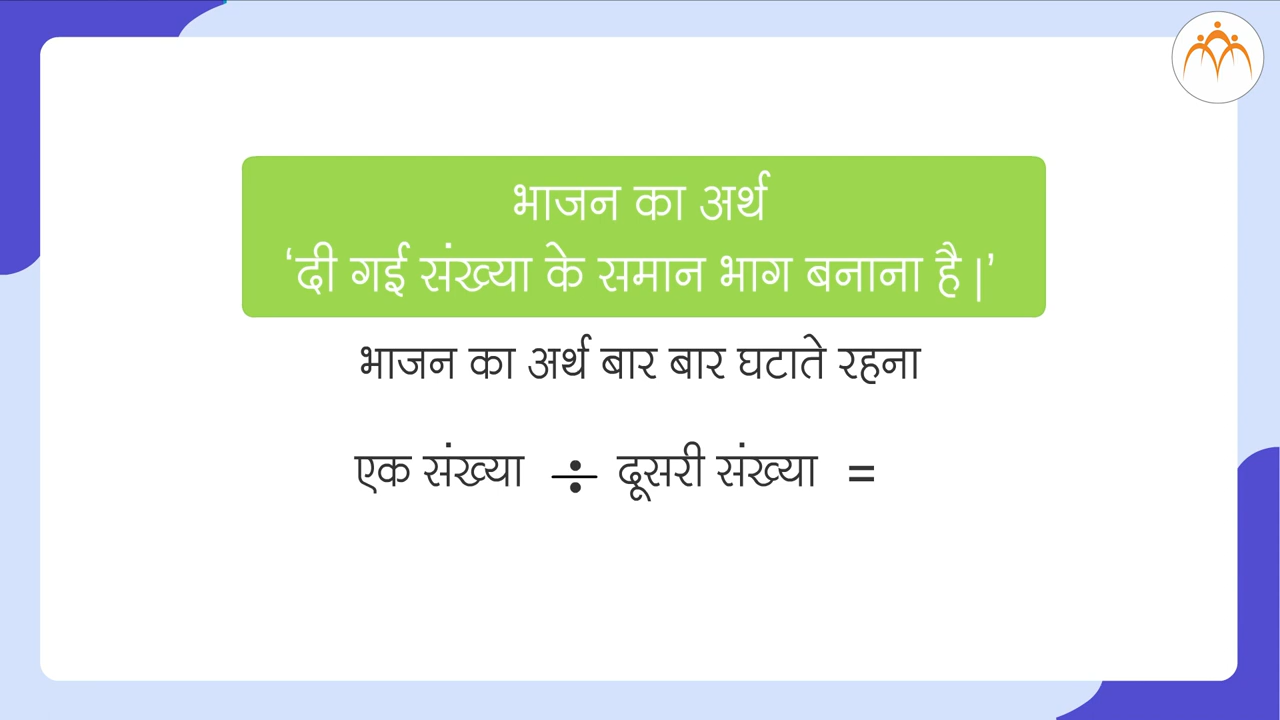 भाजन का अर्थ
‘दी गई संख्या के समान भाग बनाना है |’
भाजन का अर्थ बार बार घटाते रहना
एक संख्या ÷ दूसरी संख्या =